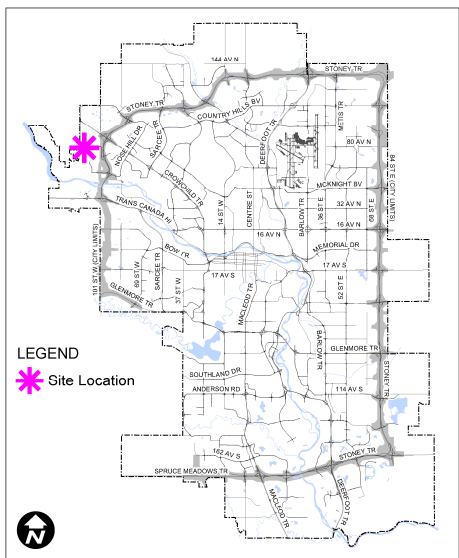 144 AV N
STONEY TR
STONEY TR
COUNTRY HILLS BV
METIS TR
DEERFOOT TR
SARCEE TR
NOSE HILL DR
80 AV N
84 ST E (CITY LIMITS)
CROWCHILD TR
MCKNIGHT BV
TRANS CANADA HI
14 ST W
CENTRE ST
BARLOW TR
36 ST E
32 AV N
68 ST E
16 AV N
16 AV N
101 ST W (CITY LIMITS)
BOW TR
MEMORIAL DR
69 ST W
SARCEE TR
37 ST W
17 AV S
17 AV S
52 ST E
GLENMORE TR
MACLEOD TR
BARLOW TR
GLENMORE TR
LEGEND
Site Location
SOUTHLAND DR
ANDERSON RD
114 AV S
STONEY TR
162 AV S
STONEY TR
SPRUCE MEADOWS TR
MACLEOD TR
DEERFOOT TR
N